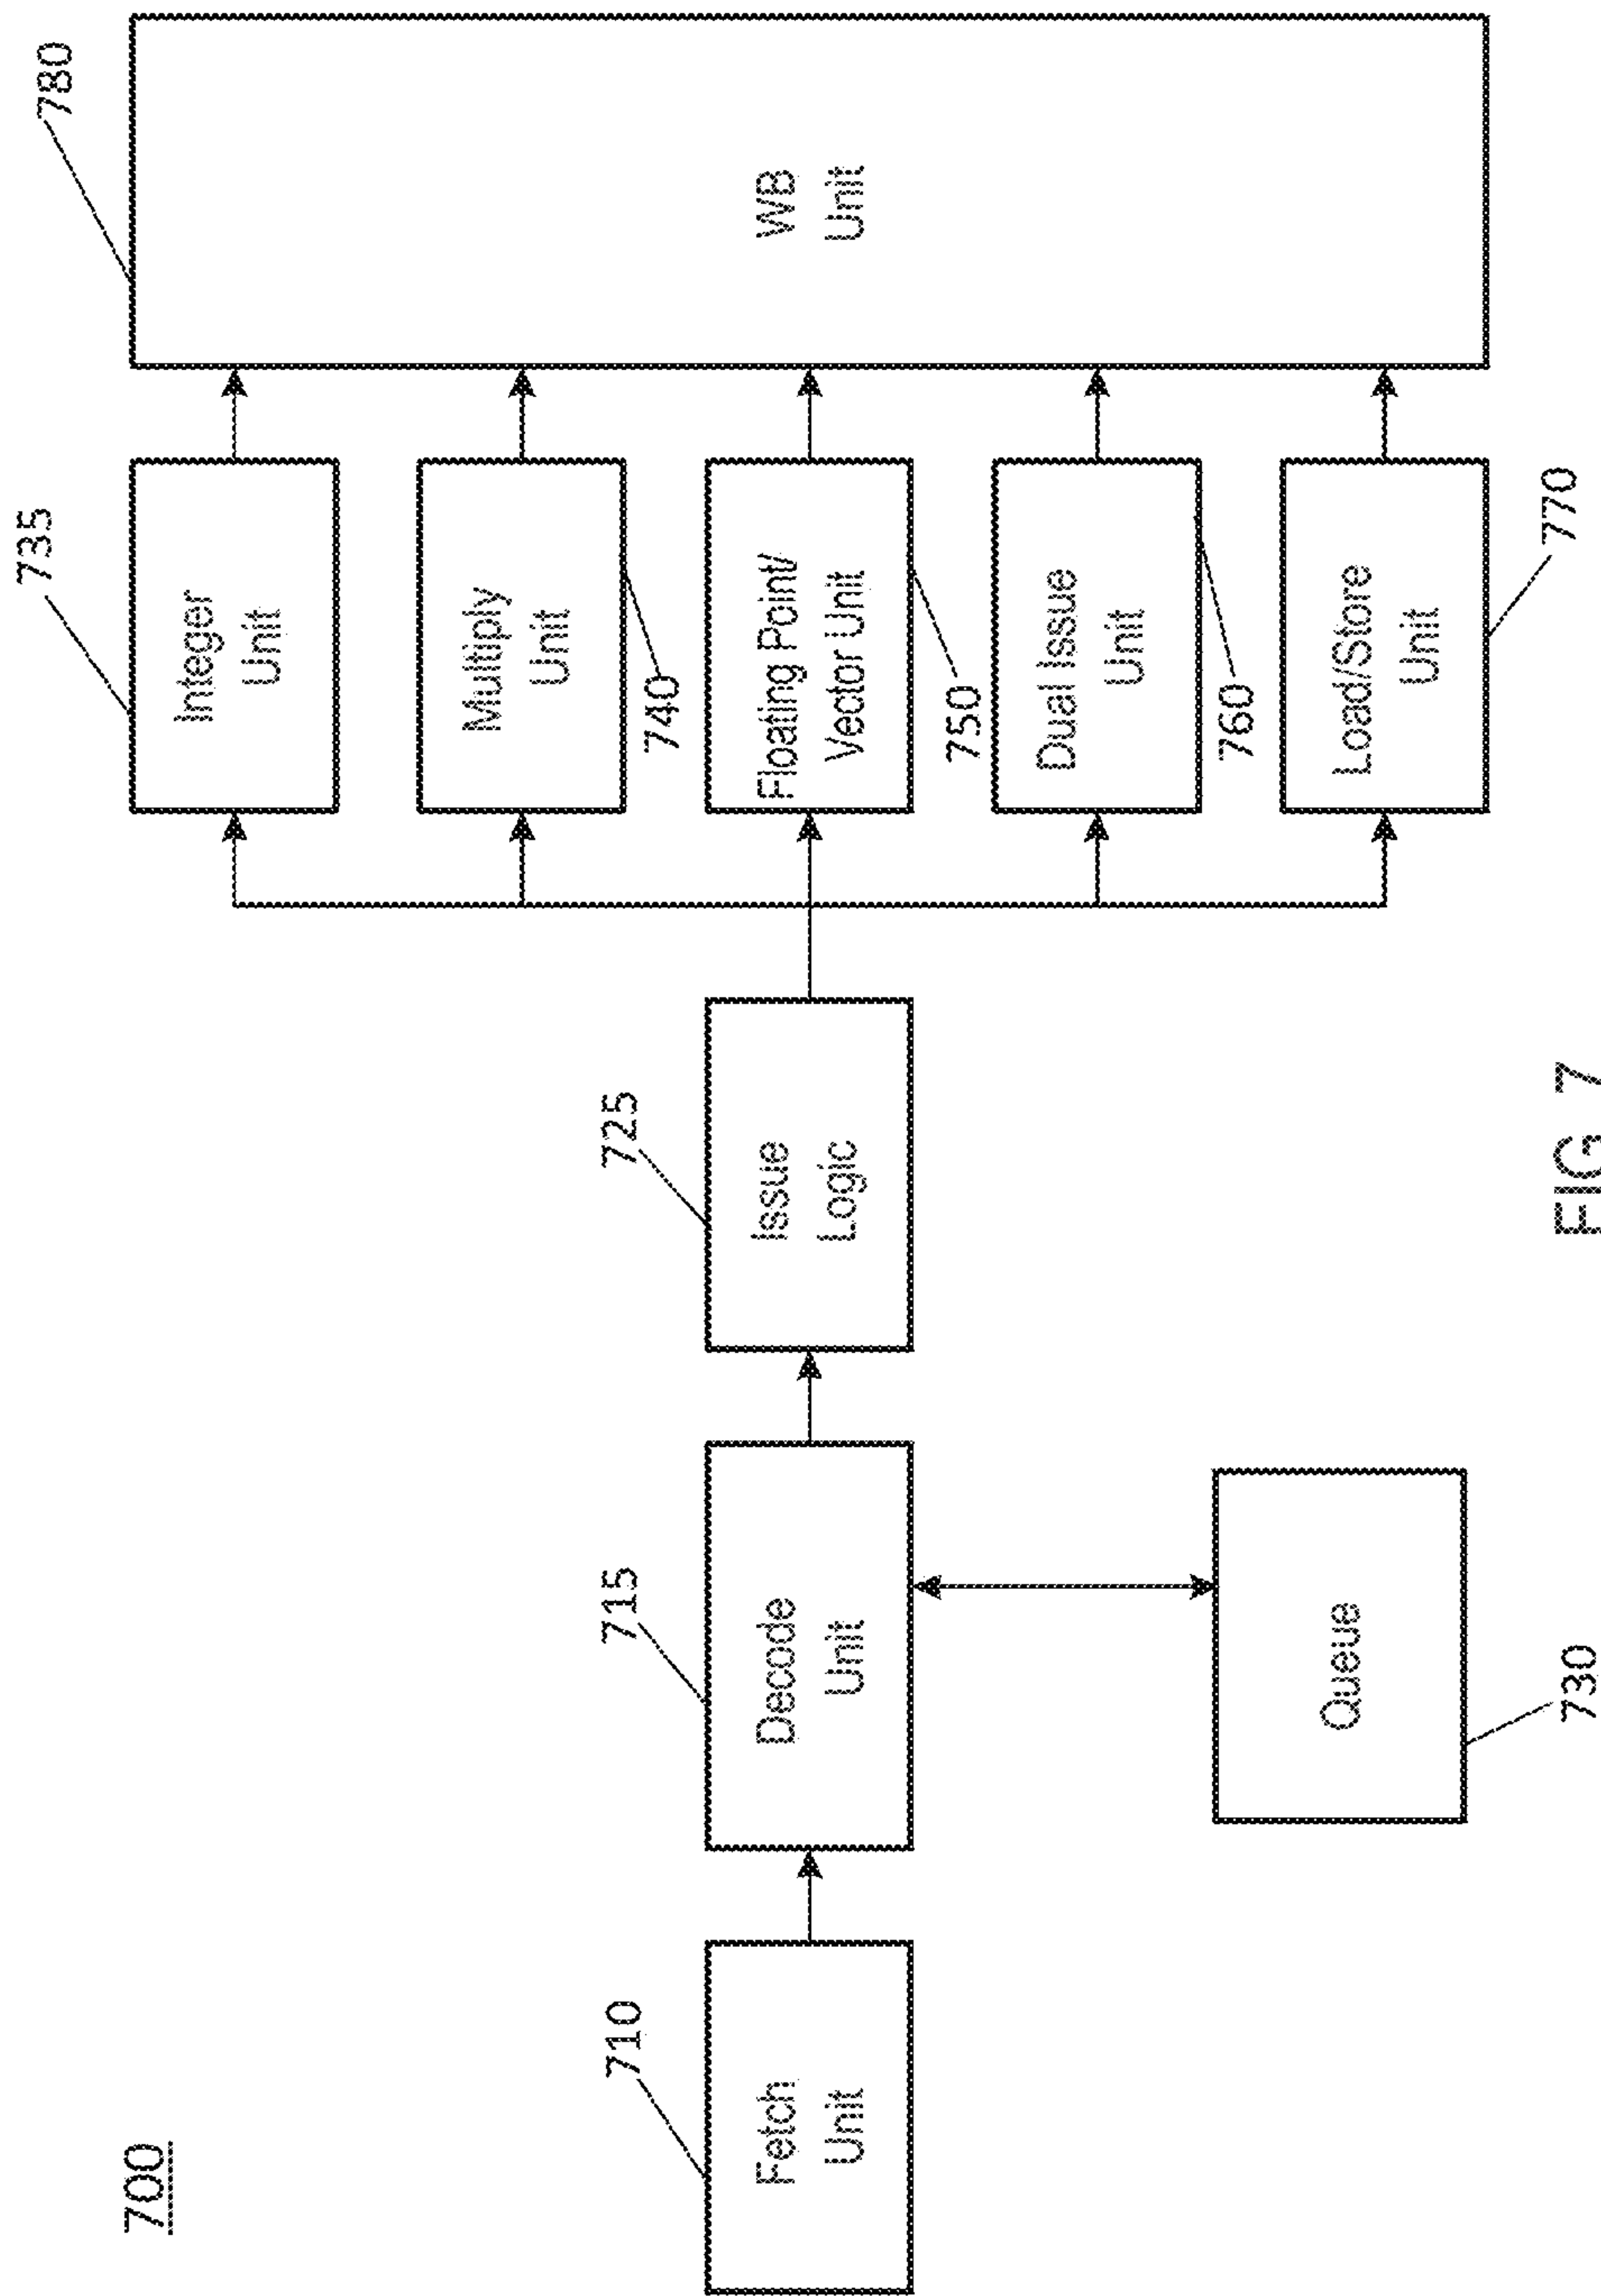 700
710
Fetch
Unit
715
Decode
Unit
Queue
730
725
Issue
Logic
735
Integer
Unit
Multiply
Unit
740
Floating Point/
Vector Unit
750
Dual Issue
Unit
760
Load/Store
Unit
770
780
WB
Unit
FIG 7